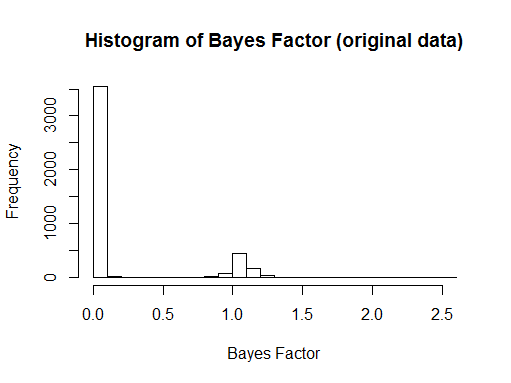 Histogram of Bayes Factor (original data)
Frequency
3000
2000
1000
0
0.0 0.5 1.0 1.5 2.0 2.5
Bayes Factor